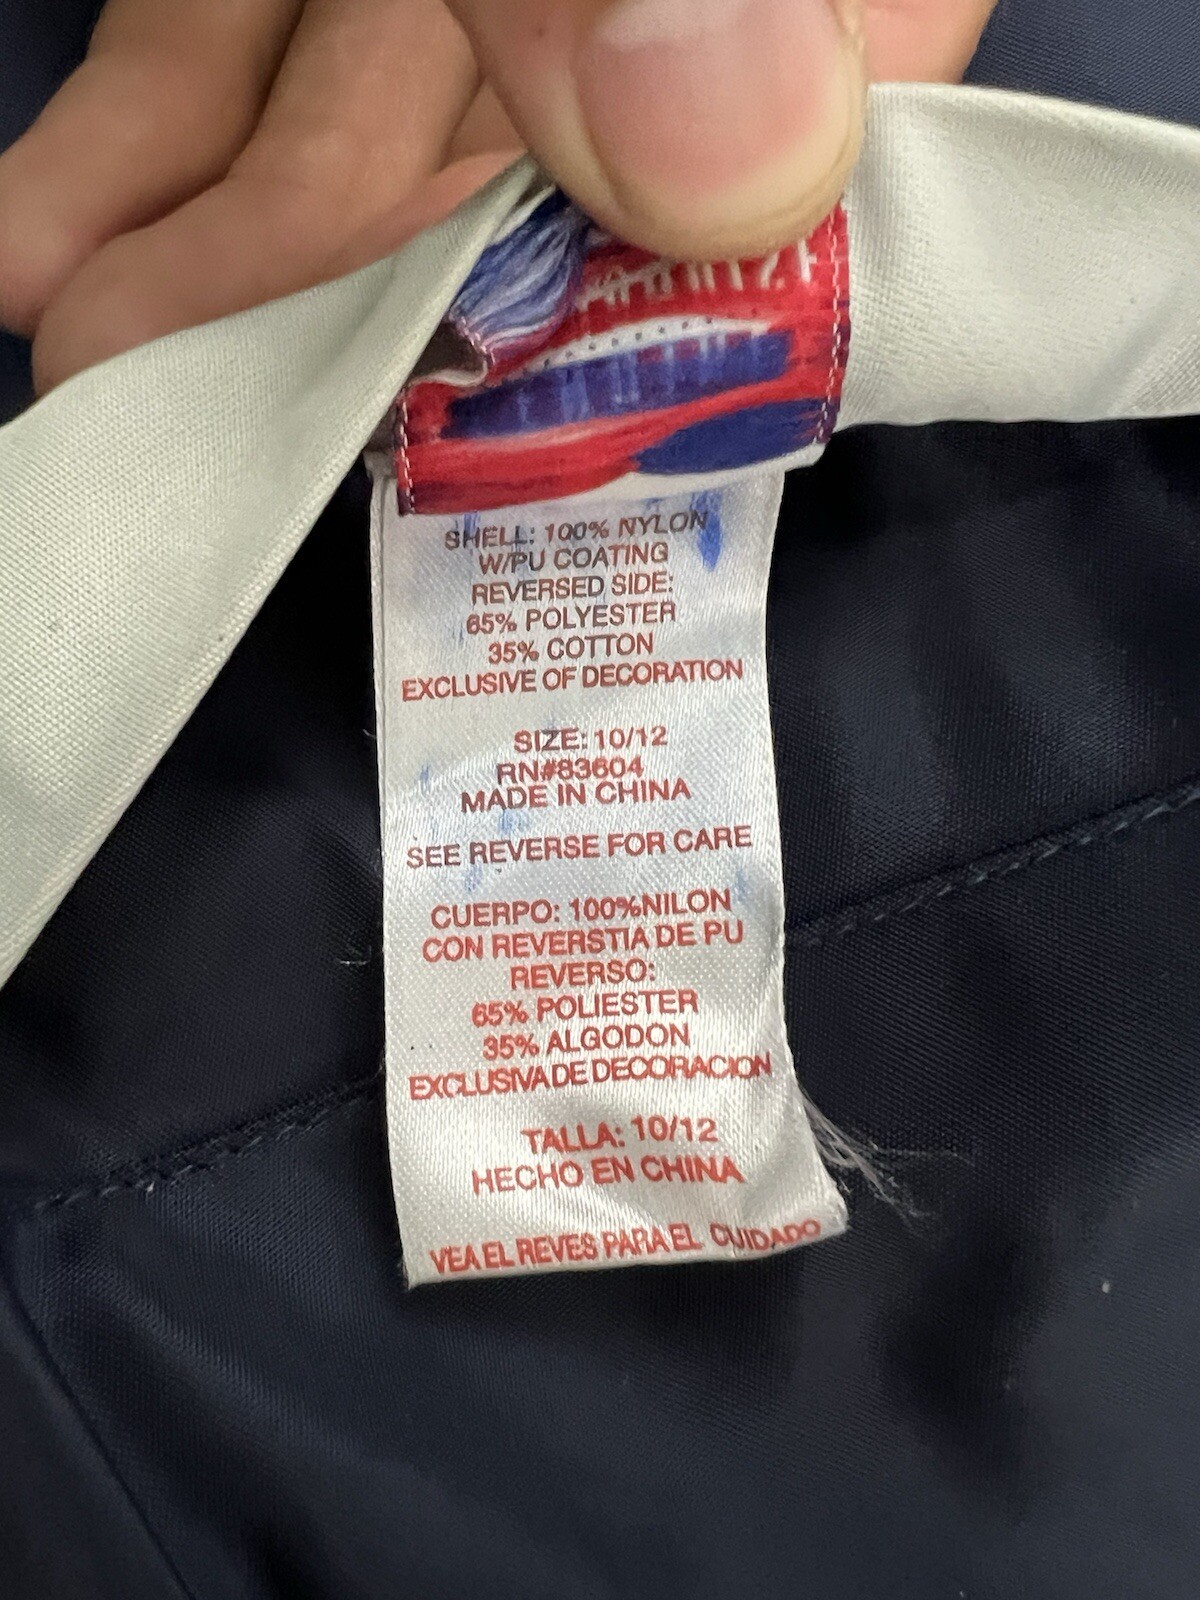 SHELL: 100% NYLON
W/PU COATING
REVERSED SIDE:
65% POLYESTER
35% COTTON
EXCLUSIVE OF DECORATION
SIZE: 10/12
RN#83604
MADE IN CHINA
SEE REVERSE FOR CARE
CUERPO: 100%NILON
CON REVERSTIA DE PU
REVERSO:
65% POLIESTER
35% ALGODON
EXCLUSIVA DE DECORACION
TALLA: 10/12
HECHO EN CHINA
VEA EL REVES PARA EL CUIDADO